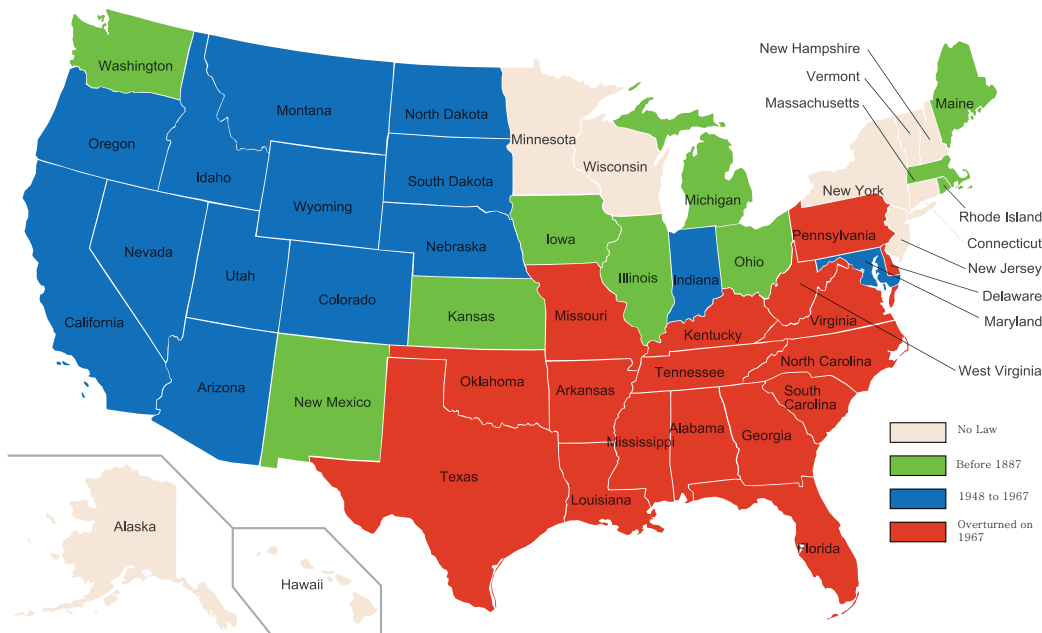 Washington
Oregon
California
Nevada
Idaho
Montana
Wyoming
Utah
Colorado
Arizona
New Mexico
North Dakota
South Dakota
Nebraska
Kansas
Oklahoma
Texas
Minnesota
Iowa
Missouri
Arkansas
Louisiana
Wisconsin
Illinois
Michigan
Indiana
Ohio
Kentucky
Tennessee
Mississippi
Alabama
Georgia
Florida
South
Carolina
North Carolina
Virginia
Pennsylvania
New York
Maine
New Hampshire
Vermont
Massachusetts
Rhode Island
Connecticut
New Jersey
Delaware
Maryland
West Virginia
Alaska
Hawaii
No Law
Before 1887
1948 to 1967
Overturned on
1967